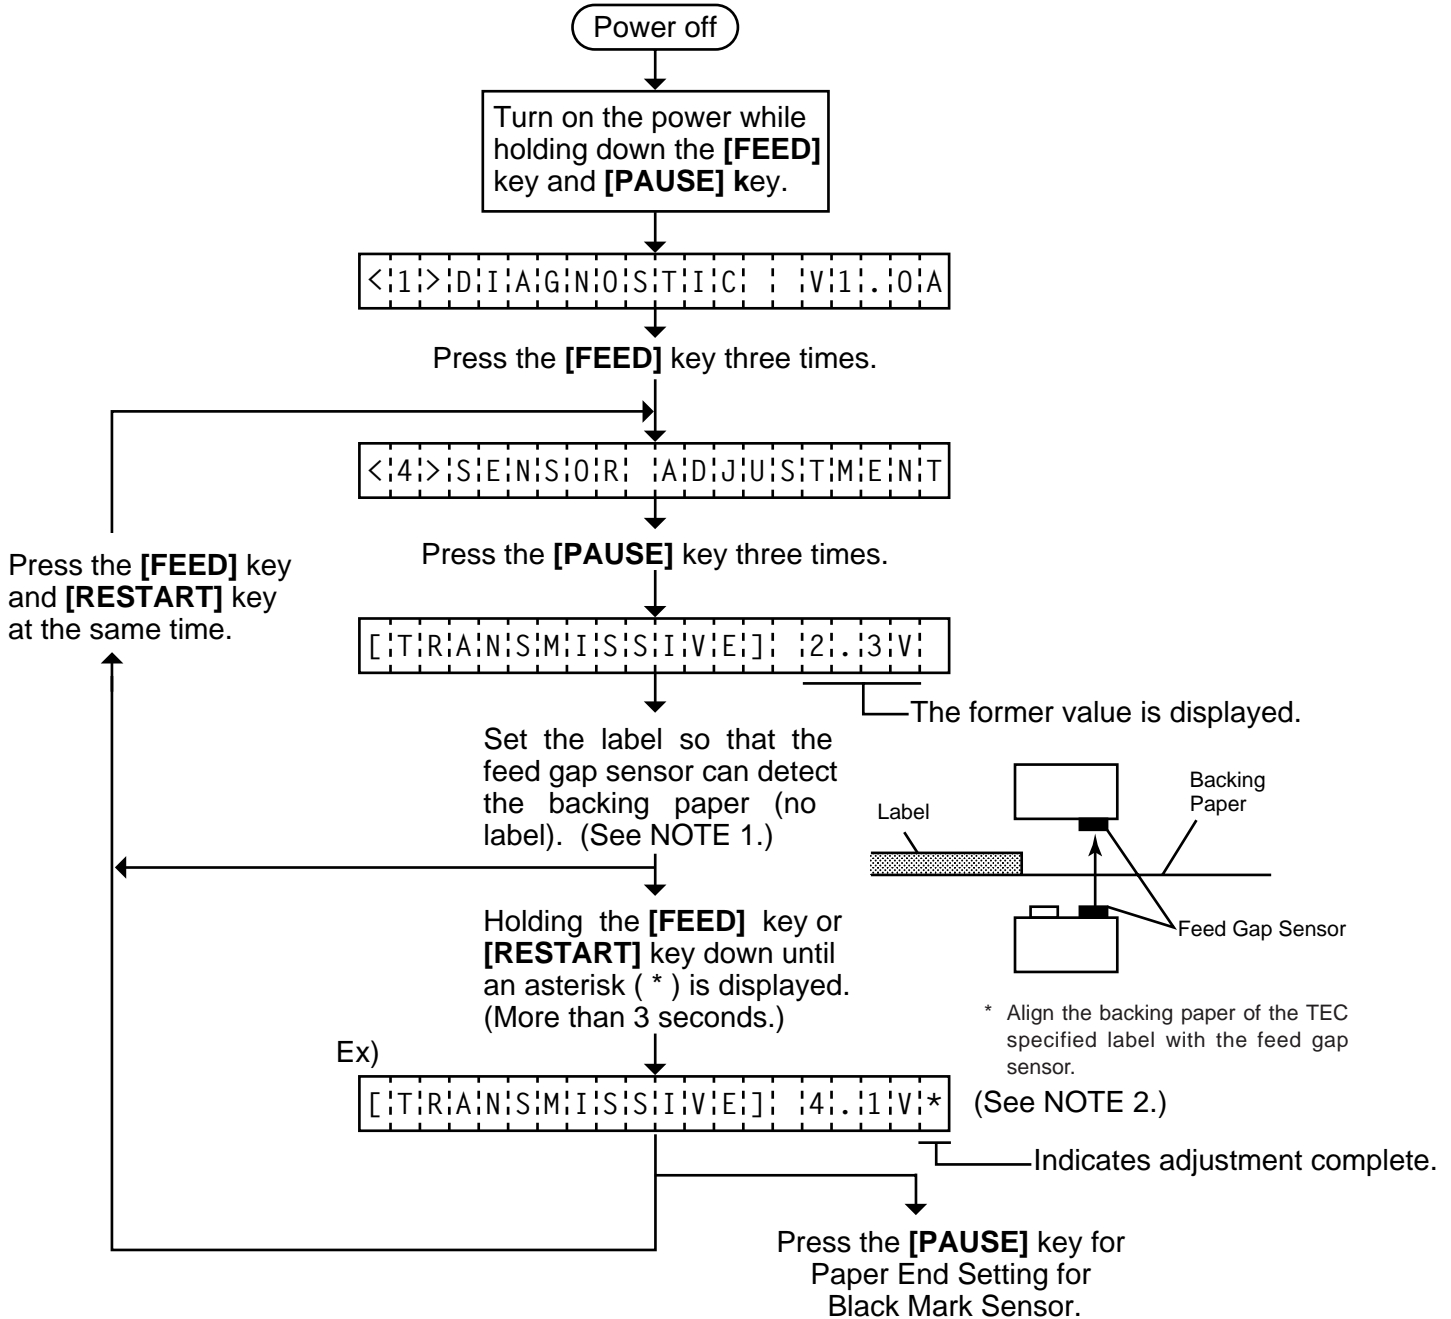 Power off
Turn on the power while
holding down the [FEED]
key and [PAUSE] key.
<1>DIAGNOSTIC  V1.0A
Press the [FEED] key three times.
<4>SENSOR ADJUSTMENT
Press the [PAUSE] key three times.
Press the [FEED] key
and [RESTART] key
at the same time.
[TRANSMISSIVE] 2.3V
The former value is displayed.
Set the label so that the
feed gap sensor can detect
the backing paper (no
label). (See NOTE 1.)
Label
Backing
Paper
Feed Gap Sensor
Holding the [FEED] key or
[RESTART] key down until
an asterisk ( * ) is displayed.
(More than 3 seconds.)
* Align the backing paper of the TEC
specified label with the feed gap
sensor.
Ex)
[TRANSMISSIVE] 4.1V*
(See NOTE 2.)
Indicates adjustment complete.
Press the [PAUSE] key for
Paper End Setting for
Black Mark Sensor.